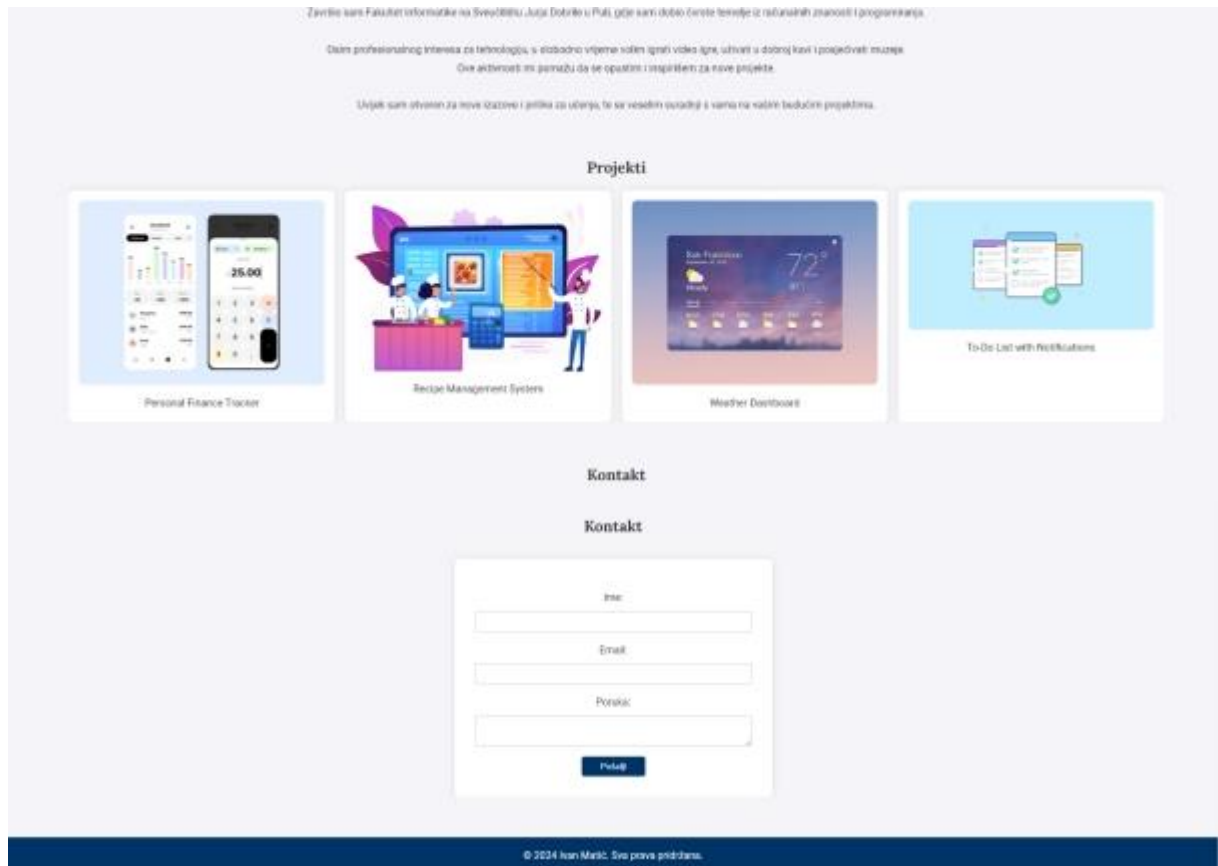 Završio sam Fakultet informatike na Sveučilištu Jurja Dobrile u Puli, gdje sam dobio čvrste temelje iz računalnih znanosti i programiranja.
Osim profesionalnog interesa za tehnologiju, u slobodno vrijeme volim igrati video igre, uživati u dobroj kavi i posjećivati muzeje.
Ove aktivnosti mi pomažu da se opustim i inspiriram za nove projekte.
Uvijek sam otvoren za nove izazove i prilike za učenje, te se veselim suradnji s vama na vašim budućim projektima.
Projekti
25.00
San Francisco
72°
Personal Finance Tracker
Recipe Management System
Weather Dashboard
To-Do List with Notifications
Kontakt
Kontakt
Ime:
Email:
Poruka:
Pošalji
© 2024 Ivan Matić. Sva prava pridržana.